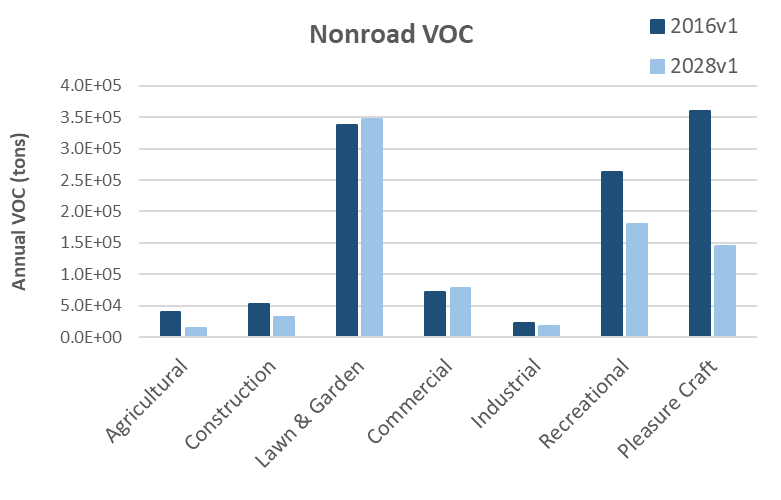 Nonroad VOC
2016v1
2028v1
Annual VOC (tons)
4.0E+05
3.5E+05
3.0E+05
2.5E+05
2.0E+05
1.5E+05
1.0E+05
5.0E+04
0.0E+00
Agricultural
Construction
Lawn & Garden
Commercial
Industrial
Recreational
Pleasure Craft